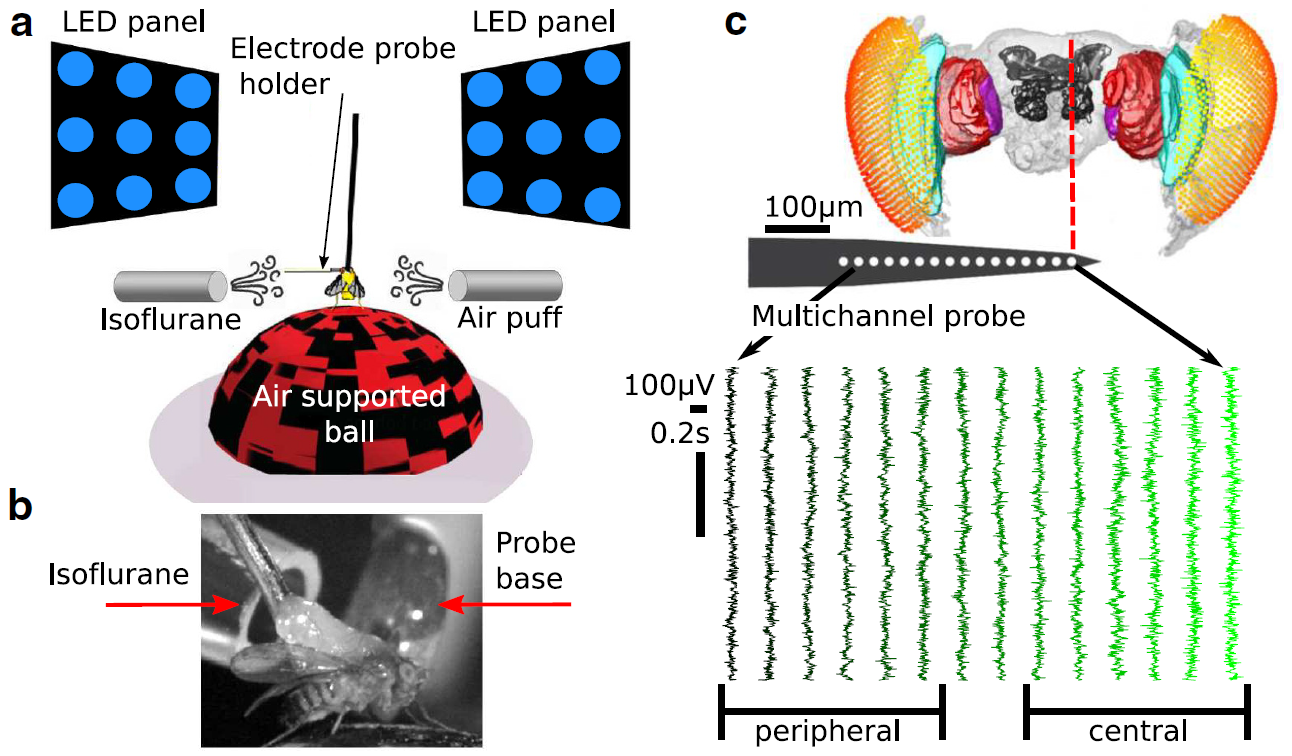 a
LED panel
LED panel
Electrode probe
holder
Isoflurane
Air puff
Air supported
ball
b
Isoflurane
Probe
base
c
100μm
Multichannel probe
100μV
0.2s
peripheral
central